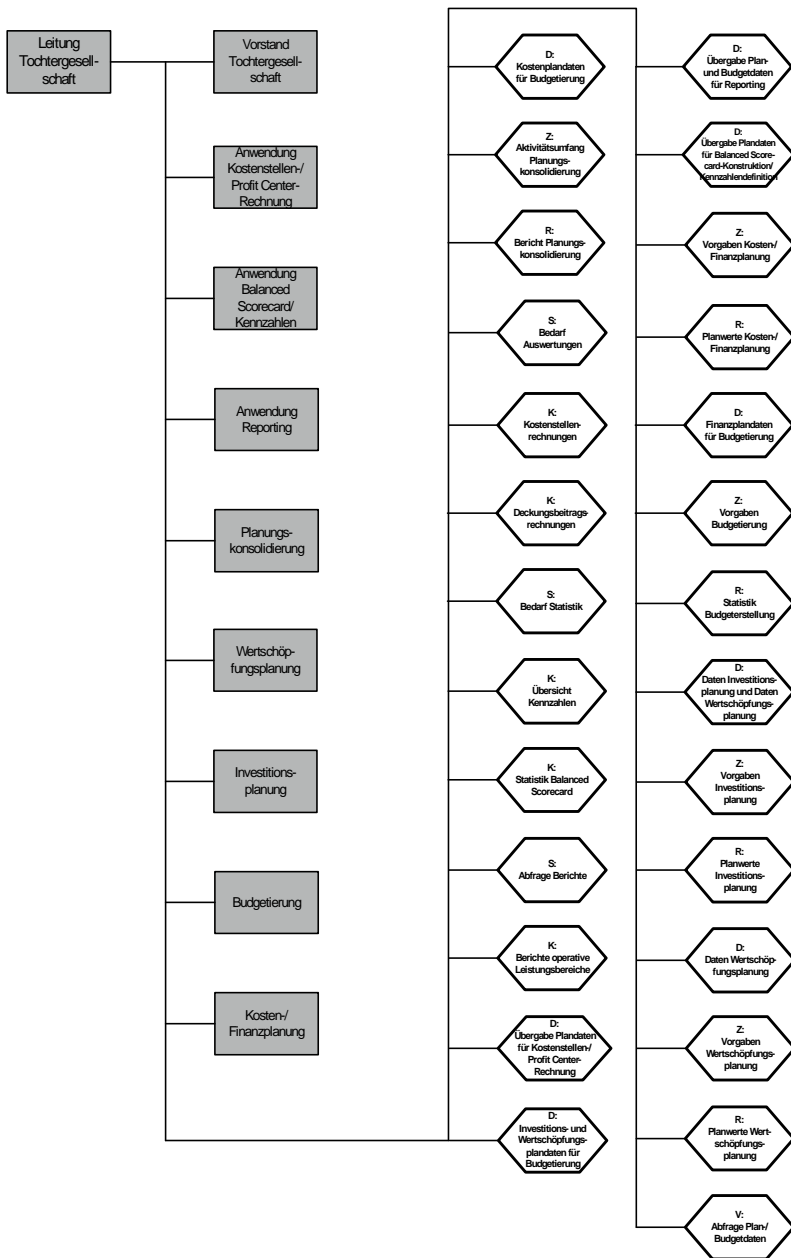 Leitung
Tochtergesell-
schaft
Vorstand
Tochtergesell-
schaft
Anwendung
Kostenstellen-/
Profit Center-
Rechnung
Anwendung
Balanced
Scorecard/
Kennzahlen
Anwendung
Reporting
Planungs-
konsolidierung
Wertschöp-
fungsplanung
Investitions-
planung
Budgetierung
Kosten-/
Finanzplanung
D:
Kostenplandaten
für Budgetierung
Z:
Aktivitätsumfang
Planungs-
konsolidierung
R:
Bericht Planungs-
konsolidierung
S:
Bedarf
Auswertungen
K:
Kostenstellen-
rechnungen
K:
Deckungsbeitrags-
rechnungen
S:
Bedarf Statistik
K:
Übersicht
Kennzahlen
K:
Statistik Balanced
Scorecard
S:
Abfrage Berichte
K:
Berichte operative
Leistungsbereiche
D:
Übergabe Plandaten
für Kostenstellen-/
Profit Center-
Rechnung
D:
Investitions- und
Wertschöpfungs-
plandaten für
Budgetierung
D:
Übergabe Plan-
und Budgetdaten
für Reporting
D:
Übergabe Plandaten
für Balanced Score-
card-Konstruktion/
Kennzahlendefinition
Z:
Vorgaben Kosten-/
Finanzplanung
R:
Planwerte Kosten-/
Finanzplanung
D:
Finanzplandaten
für Budgetierung
Z:
Vorgaben
Budgetierung
R:
Statistik
Budgeterstellung
D:
Daten Investitions-
planung und Daten
Wertschöpfungs-
planung
Z:
Vorgaben
Investitions-
planung
R:
Planwerte
Investitions-
planung
D:
Daten Wertschöp-
fungsplanung
Z:
Vorgaben
Wertschöpfungs-
planung
R:
Planwerte Wert-
schöpfungs-
planung
V:
Abfrage Plan-/
Budgetdaten